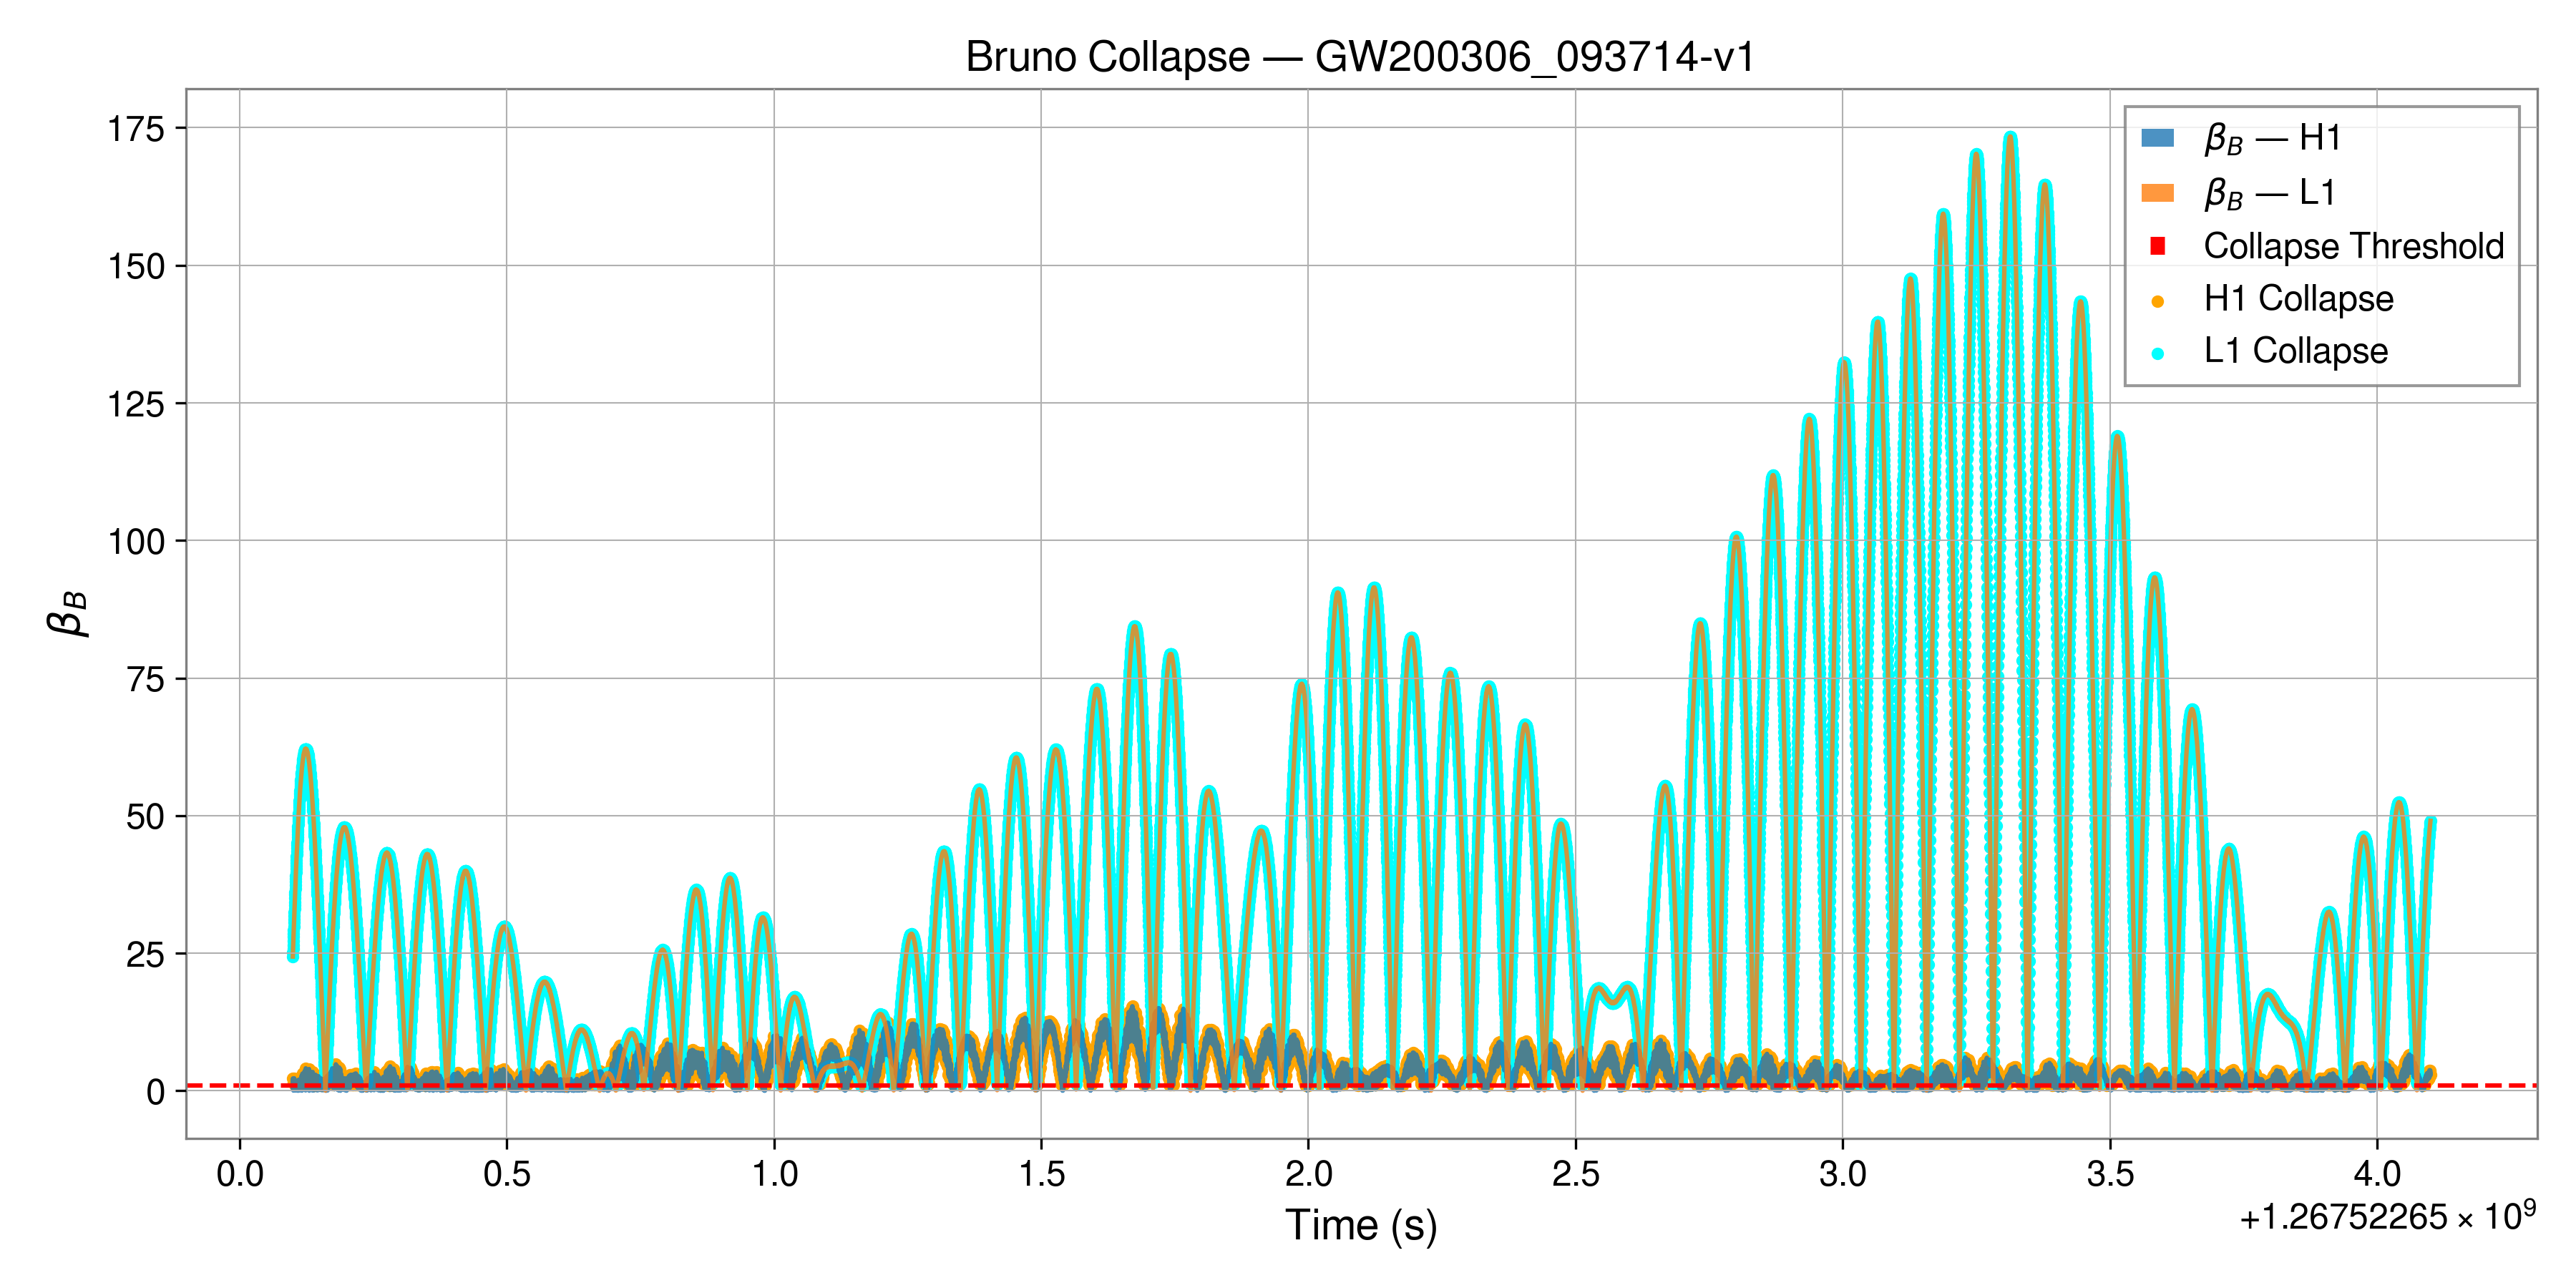 Bruno Collapse — GW200306_093714-v1
175
150
125
100
75
50
25
0
β_B
β_B — H1
β_B — L1
Collapse Threshold
H1 Collapse
L1 Collapse
0.0 0.5 1.0 1.5 2.0 2.5 3.0 3.5 4.0
+1.26752265 × 10⁹
Time (s)